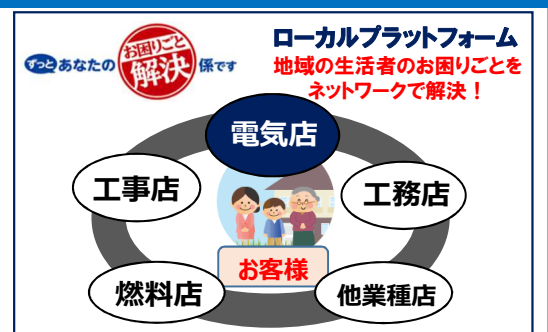 ずっとあなたの お困りごと 解決 係です
ローカルプラットフォーム
地域の生活者のお困りごとを
ネットワークで解決！
電気店
工事店
工務店
お客様
燃料店
他業種店